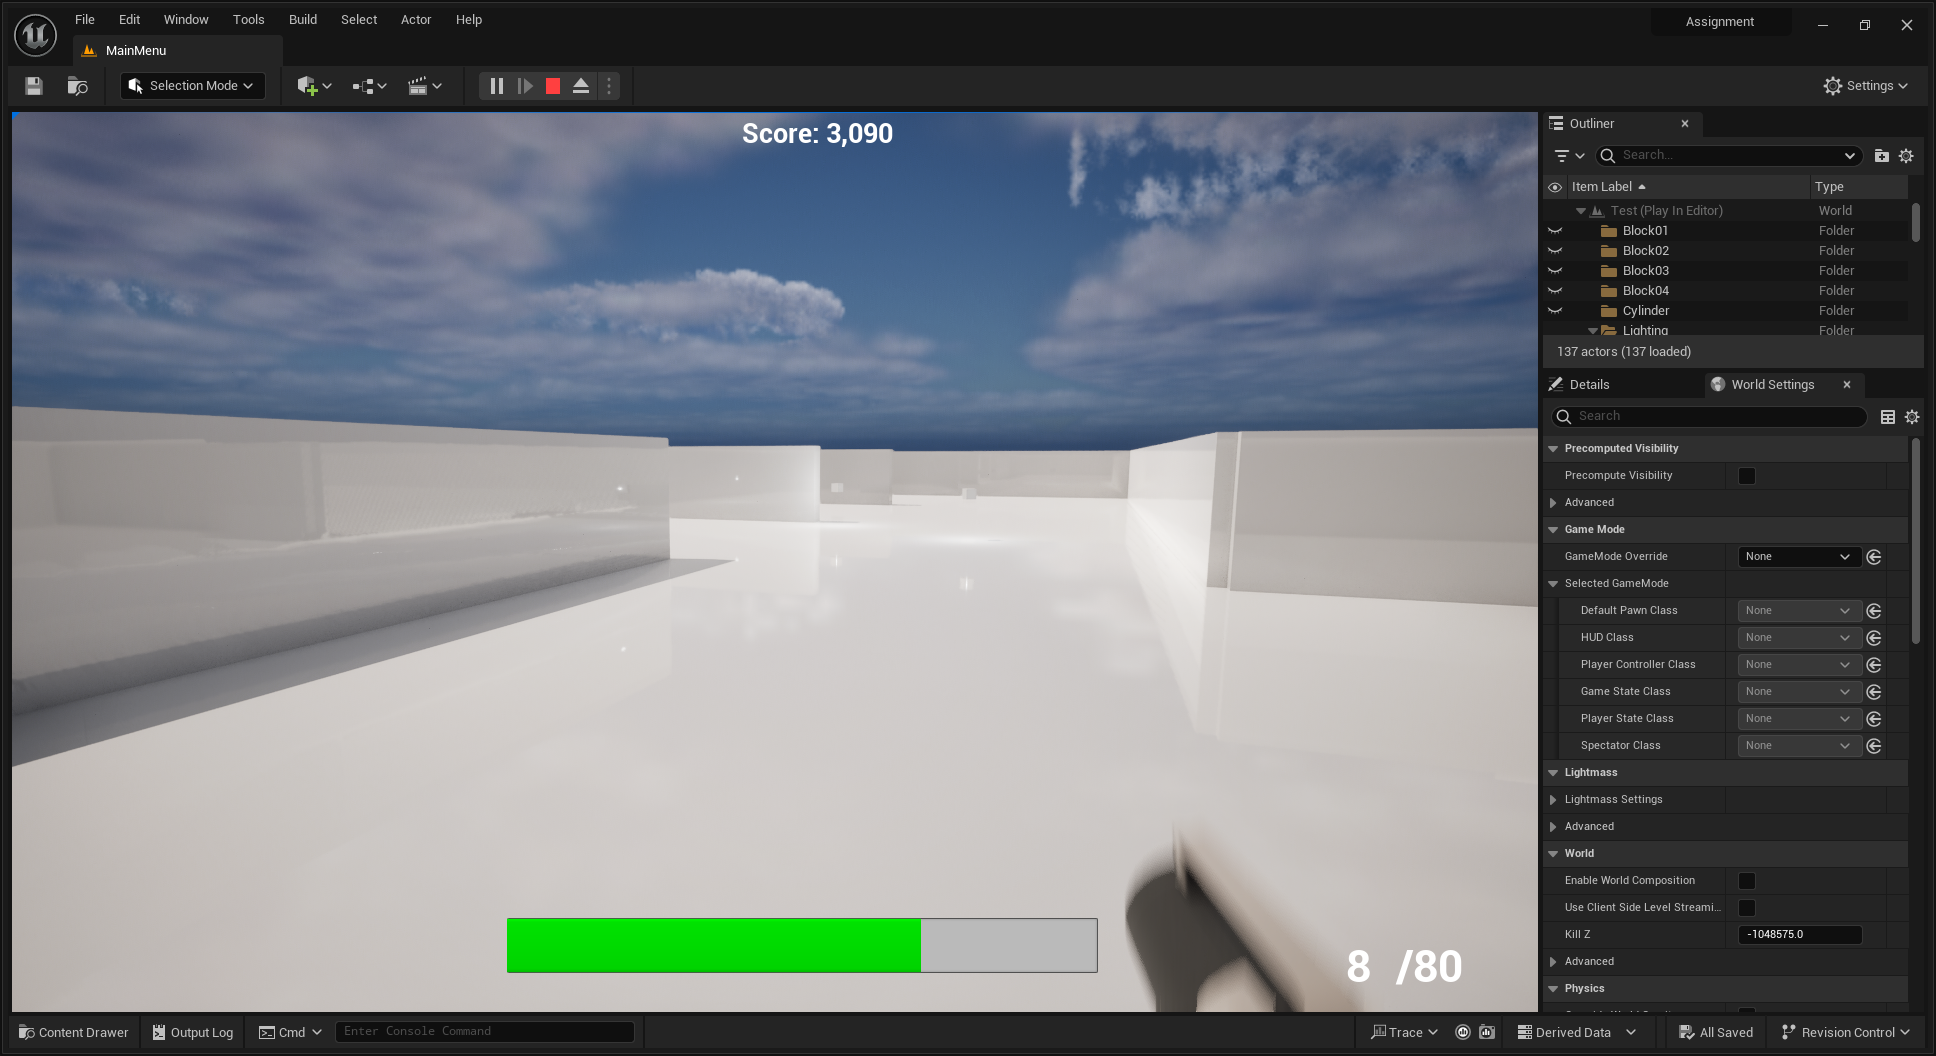 File Edit Window Tools Build Select Actor Help
Assignment
MainMenu
Selection Mode
Settings
Score: 3,090
8 /80
Outliner
Search...
Item Label Type
Test (Play In Editor) World
Block01 Folder
Block02 Folder
Block03 Folder
Block04 Folder
Cylinder Folder
Lighting Folder
137 actors (137 loaded)
Details World Settings
Search
Precomputed Visibility
Precompute Visibility
Advanced
Game Mode
GameMode Override None
Selected GameMode
Default Pawn Class None
HUD Class None
Player Controller Class None
Game State Class None
Player State Class None
Spectator Class None
Lightmass
Lightmass Settings
Advanced
World
Enable World Composition
Use Client Side Level Streami...
Kill Z -1048575.0
Advanced
Physics
Content Drawer Output Log Cmd Enter Console Command Trace Derived Data All Saved Revision Control